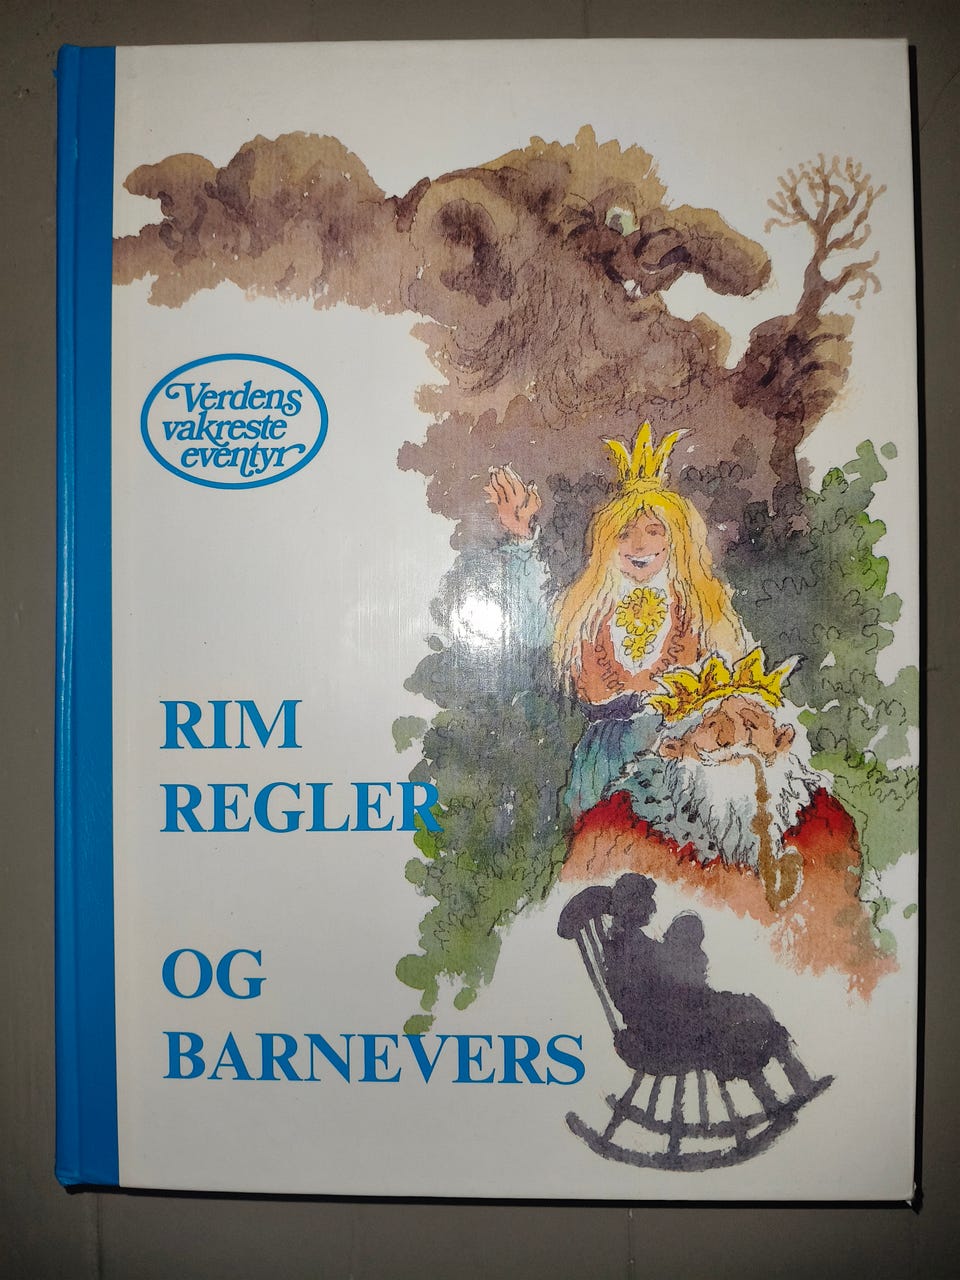 Verdens
vakreste
eventyr
RIM
REGLER
OG
BARNEVERS